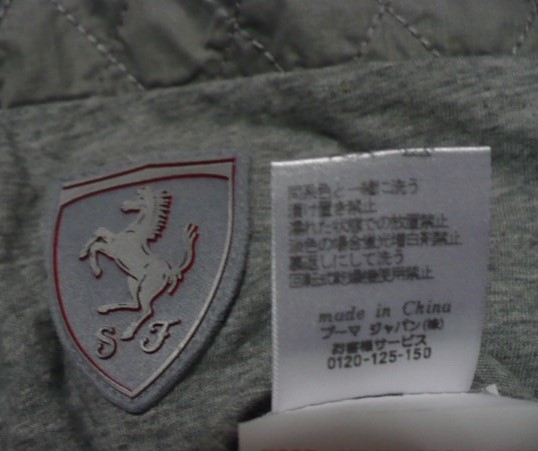 S F
同系色と一緒に洗う
漬け置き禁止
濡れた状態での放置禁止
淡色の場合蛍光増白剤禁止
裏返しにして洗う
回転式乾燥機使用禁止
made in China
プーマ ジャパン(株)
お客様サービス
0120-125-150